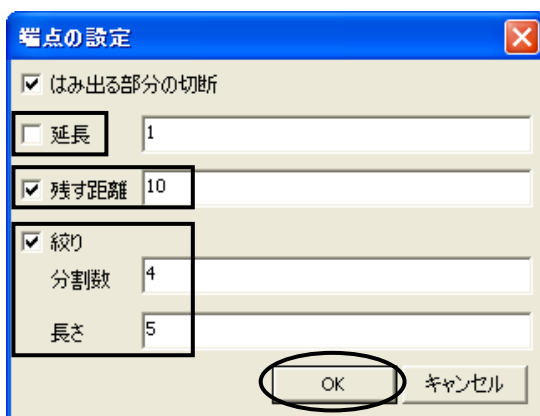 端点の設定
はみ出る部分の切断
延長 1
残す距離 10
絞り
分割数 4
長さ 5
OK キャンセル